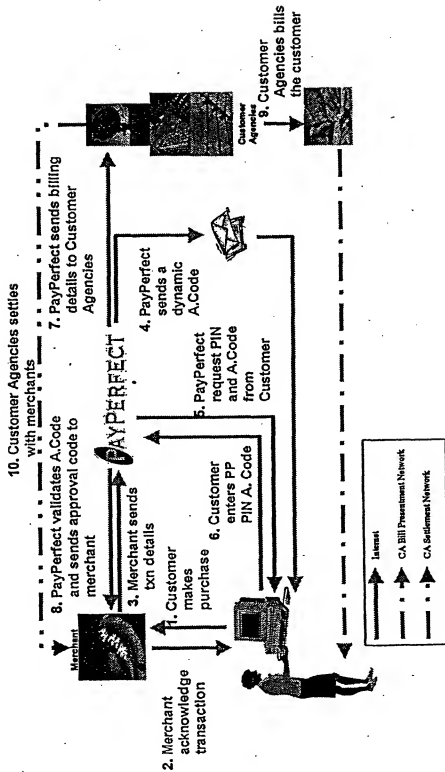 10. Customer Agencies settles
with merchants
8. PayPerfect validates A.Code
and sends approval code to
merchant
7. PayPerfect sends billing
details to Customer
Agencies
Merchant
3. Merchant sends
txn details
PAYPERFECT
1. Customer
makes
purchase
2. Merchant
acknowledge
transaction
4. PayPerfect
sends a
dynamic
A.Code
5. PayPerfect
request PIN
and A.Code
from
Customer
6. Customer
enters PP
PIN A. Code
Customer
Agencies
9. Customer
Agencies bills
the customer
Internet
CA Bill Presentment Network
CA Settlement Network